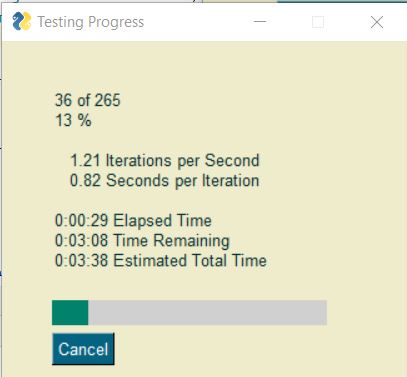 Testing Progress
36 of 265
13 %
1.21 Iterations per Second
0.82 Seconds per Iteration
0:00:29 Elapsed Time
0:03:08 Time Remaining
0:03:38 Estimated Total Time
Cancel